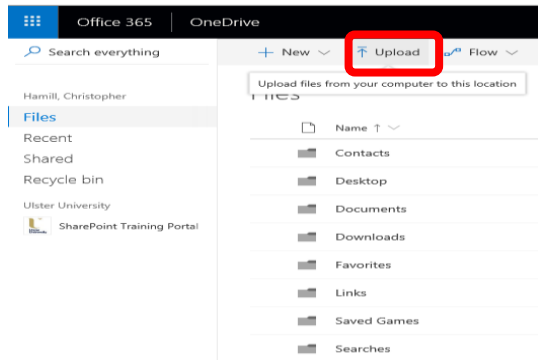 Office 365 OneDrive
Search everything
New Upload Flow
Upload files from your computer to this location
Hamill, Christopher
Files
Files
Name
Recent
Contacts
Shared
Desktop
Recycle bin
Documents
Ulster University
SharePoint Training Portal
Downloads
Favorites
Links
Saved Games
Searches